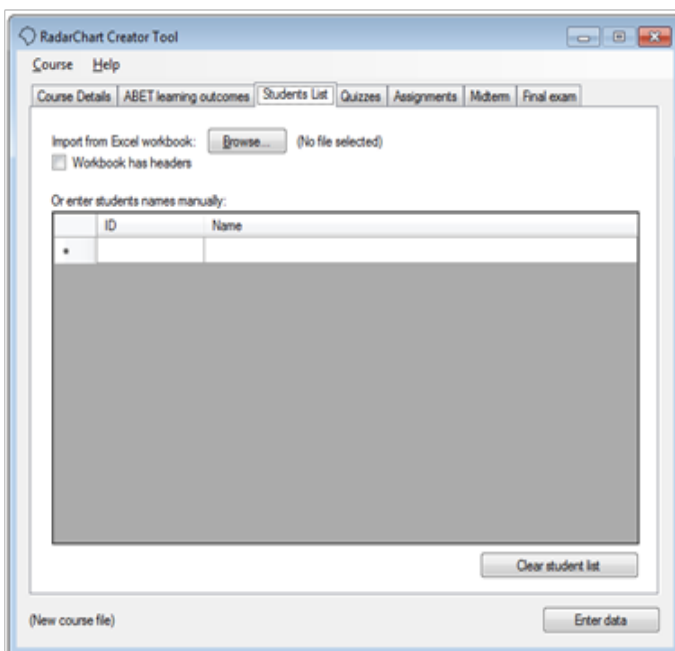 RadarChart Creator Tool
Course Help
Course Details ABET learning outcomes Students List Quizzes Assignments Midterm Final exam
Import from Excel workbook: Browse... (No file selected)
Workbook has headers
Or enter students names manually:
ID Name
Clear student list
(New course file) Enter data